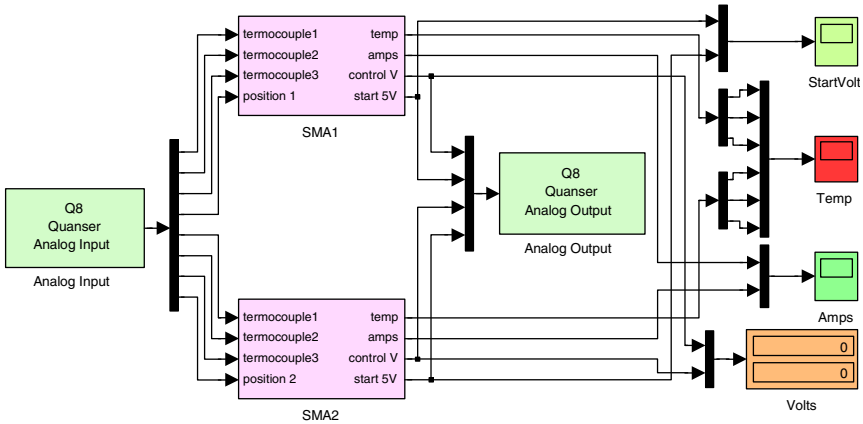 termocouple1
termocouple2
termocouple3
position 1
temp
amps
control V
start 5V
SMA1
Q8
Quanser
Analog Input
Analog Input
Q8
Quanser
Analog Output
Analog Output
termocouple1
termocouple2
termocouple3
position 2
temp
amps
control V
start 5V
SMA2
StartVolt
Temp
Amps
0
0
Volts